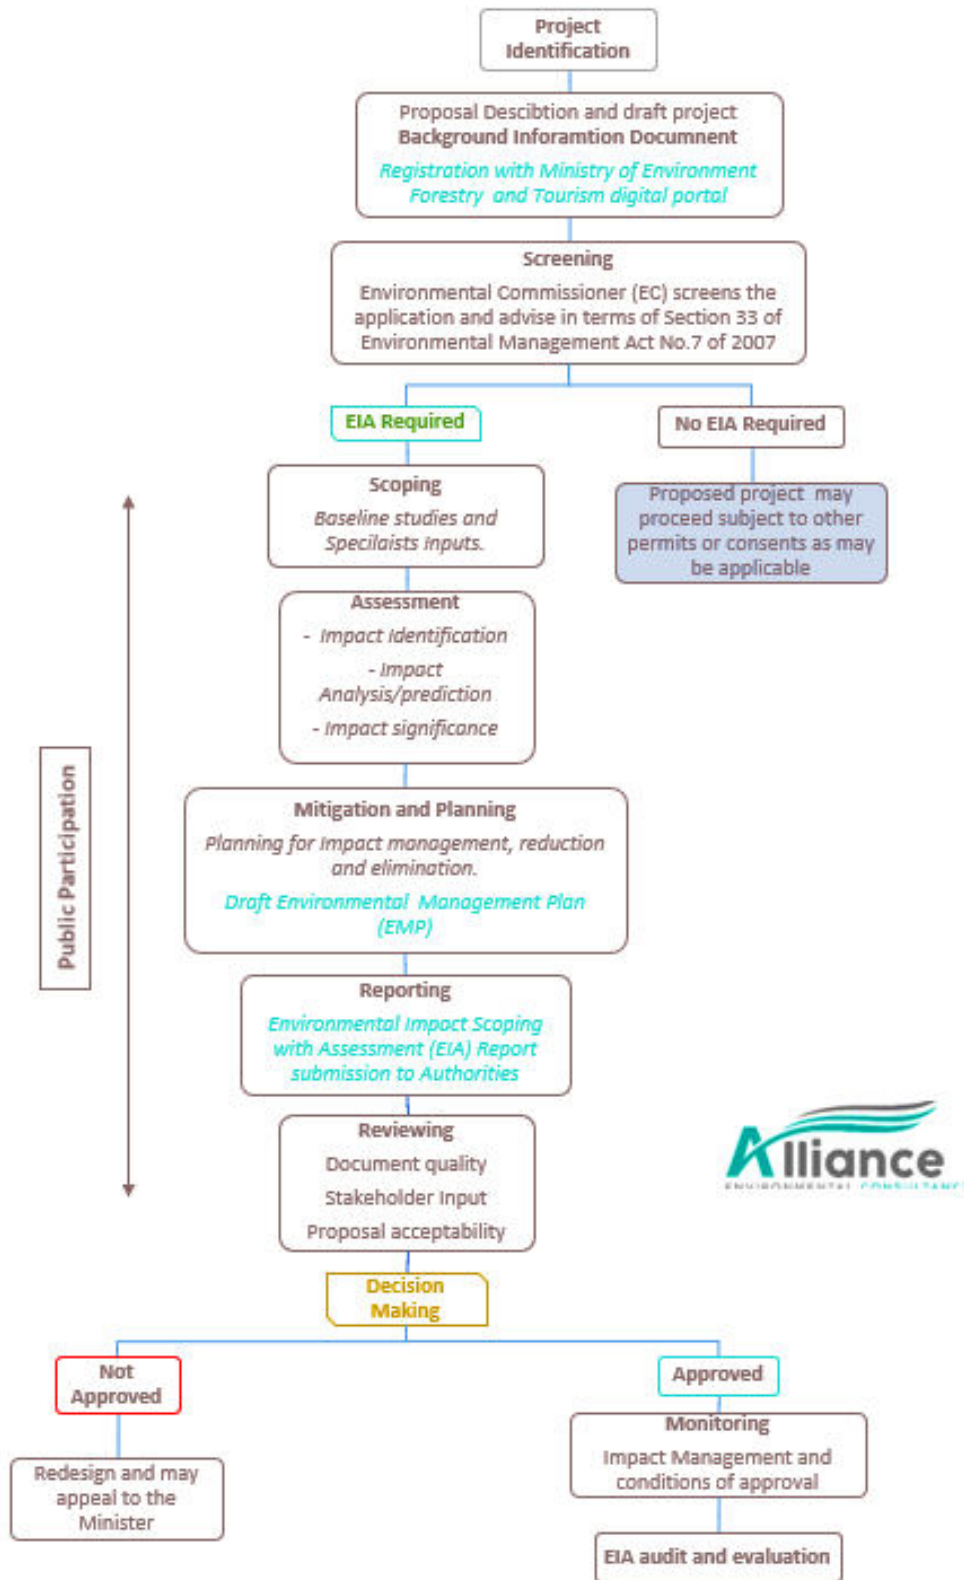 Project
Identification
Proposal Descibtion and draft project
Background Inforamtion Documnent
Registration with Ministry of Environment
Forestry and Tourism digital portal
Screening
Environmental Commissioner (EC) screens the
application and advise in terms of Section 33 of
Environmental Management Act No.7 of 2007
EIA Required
No EIA Required
Scoping
Baseline studies and
Specilaists Inputs.
Proposed project may
proceed subject to other
permits or consents as may
be applicable
Assessment
- Impact Identification
- Impact
Analysis/prediction
- Impact significance
Public Participation
Mitigation and Planning
Planning for Impact management, reduction
and elimination.
Draft Environmental Management Plan
(EMP)
Reporting
Environmental Impact Scoping
with Assessment (EIA) Report
submission to Authorities
Reviewing
Document quality
Stakeholder Input
Proposal acceptability
Alliance
ENVIRONMENTAL CONSULTANC
Decision
Making
Not
Approved
Approved
Redesign and may
appeal to the
Minister
Monitoring
Impact Management and
conditions of approval
EIA audit and evaluation